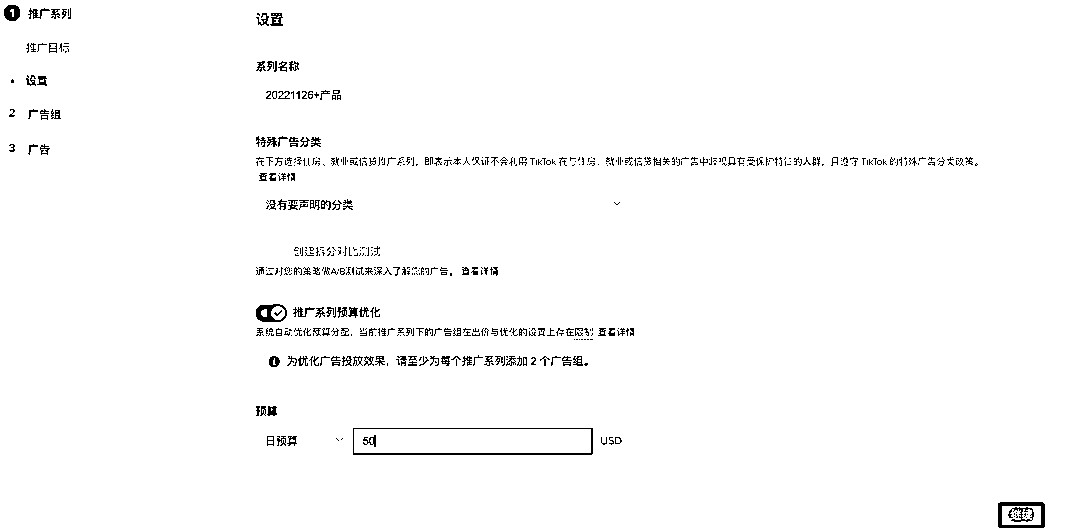 1 推广系列
推广目标
设置
2 广告组
3 广告
设置
系列名称
20221126+产品
特殊广告分类
在下方选择住房、就业或信贷推广系列，即表示本人保证不会利用 TikTok 在与住房、就业或信贷相关的广告中歧视具有受保护特征的人群，且遵守 TikTok 的特殊广告分类政策。
查看详情
没有要声明的分类
创建拆分对比测试
通过对您的策略做A/B测试来深入了解您的广告。 查看详情
推广系列预算优化
系统自动优化预算分配，当前推广系列下的广告组在出价与优化的设置上存在限制 查看详情
为优化广告投放效果，请至少为每个推广系列添加 2 个广告组。
预算
日预算 50 USD
继续